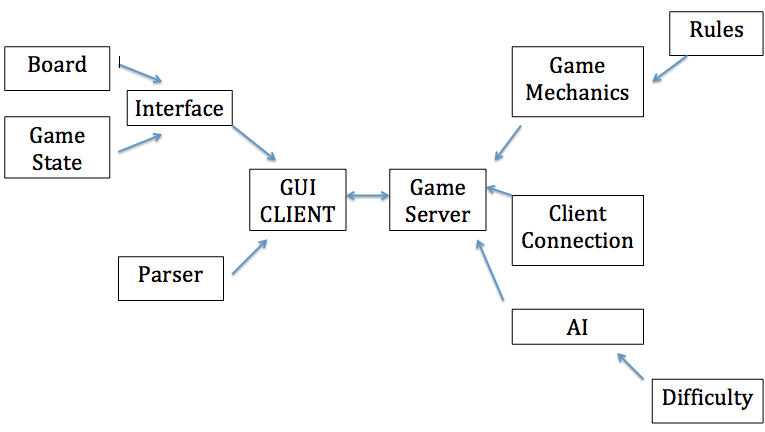 Rules
Board
Game
Mechanics
Interface
Game
State
GUI
CLIENT
Game
Server
Client
Connection
Parser
AI
Difficulty